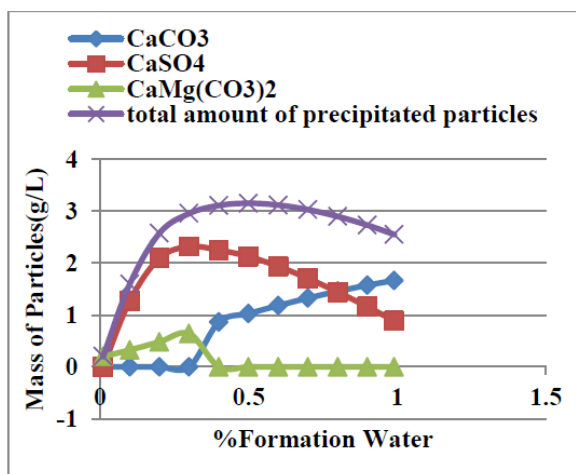 CaCO3
CaSO4
CaMg(CO3)2
total amount of precipitated particles
Mass of Particles(g/L)
4
3
2
1
0
-1
0
0.5
1
1.5
%Formation Water